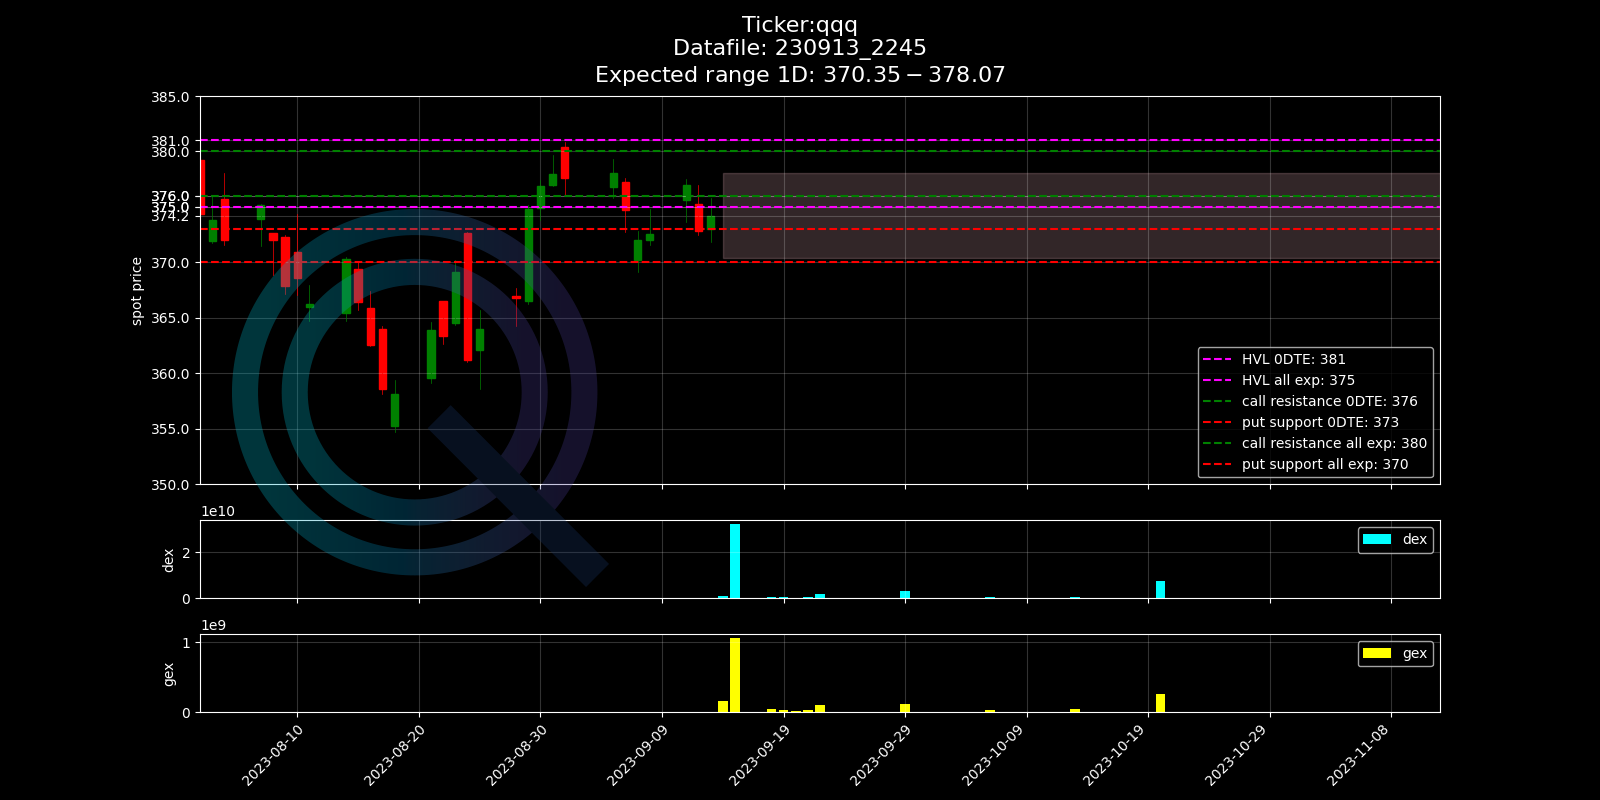 Ticker:qqq
Datafile: 230913_2245
Expected range 1D: 370.35 − 378.07
385.0
381.0
380.0
376.0
375.0
374.2
370.0
365.0
360.0
355.0
350.0
spot price
HVL 0DTE: 381
HVL all exp: 375
call resistance 0DTE: 376
put support 0DTE: 373
call resistance all exp: 380
put support all exp: 370
1e10
2
0
dex
dex
1e9
1
0
gex
gex
2023-08-10
2023-08-20
2023-08-30
2023-09-09
2023-09-19
2023-09-29
2023-10-09
2023-10-19
2023-10-29
2023-11-08